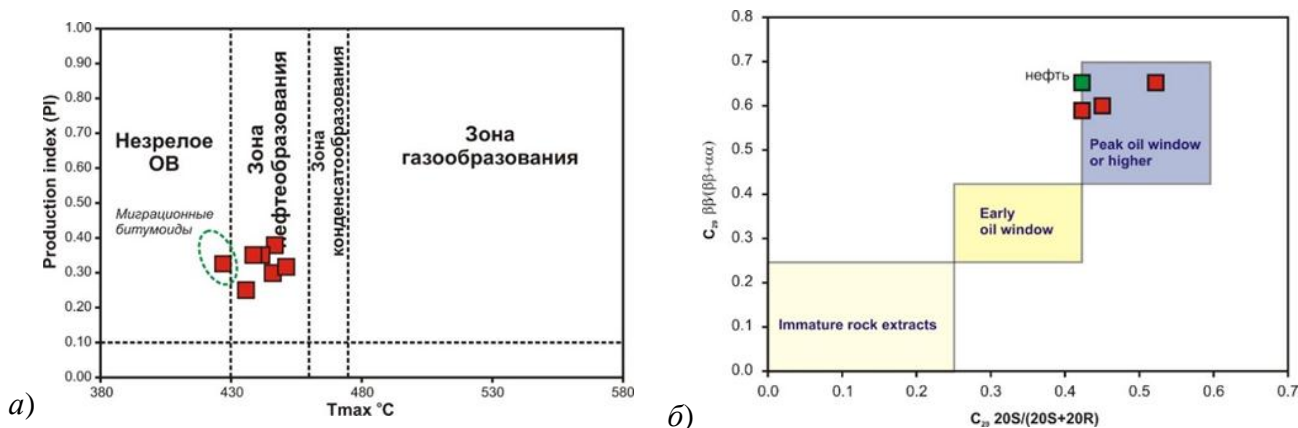 1.00
0.90
0.80
0.70
0.60
0.50
0.40
0.30
0.20
0.10
0.00
Production index (PI)
Незрелое
ОВ
Миграционные
битумоиды
Зона
нефтеобразования
Зона
конденсатообразования
Зона
газообразования
380
430
480
530
580
Tmax °C
а)
0.8
0.7
0.6
0.5
0.4
0.3
0.2
0.1
0.0
C₂₉ ββ/(ββ+αα)
нефть
Peak oil window
or higher
Early
oil window
Immature rock extracts
0.0
0.1
0.2
0.3
0.4
0.5
0.6
0.7
C₂₉ 20S/(20S+20R)
б)